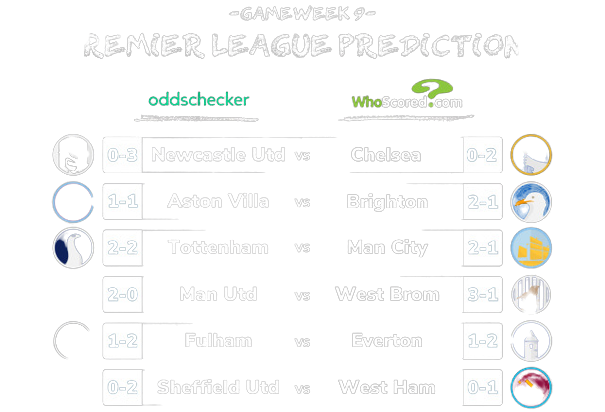 -GAMEWEEK 9-
REMIER LEAGUE PREDICTION
oddschecker WhoScored.com
0-3 Newcastle Utd vs Chelsea 0-2
1-1 Aston Villa vs Brighton 2-1
2-2 Tottenham vs Man City 2-1
2-0 Man Utd vs West Brom 3-1
1-2 Fulham vs Everton 1-2
0-2 Sheffield Utd vs West Ham 0-1